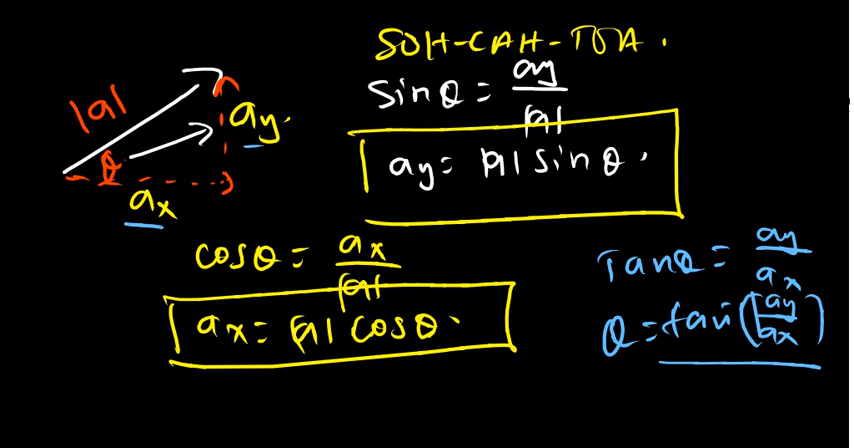 SOH-CAH-TOA.
|a|
ay.
θ
ax
sinθ = ay/|a|
ay = |a| sinθ.
cosθ = ax/|a|
ax = |a| cosθ.
Tanθ = ay/ax
θ = tan⁻(ay/ax)